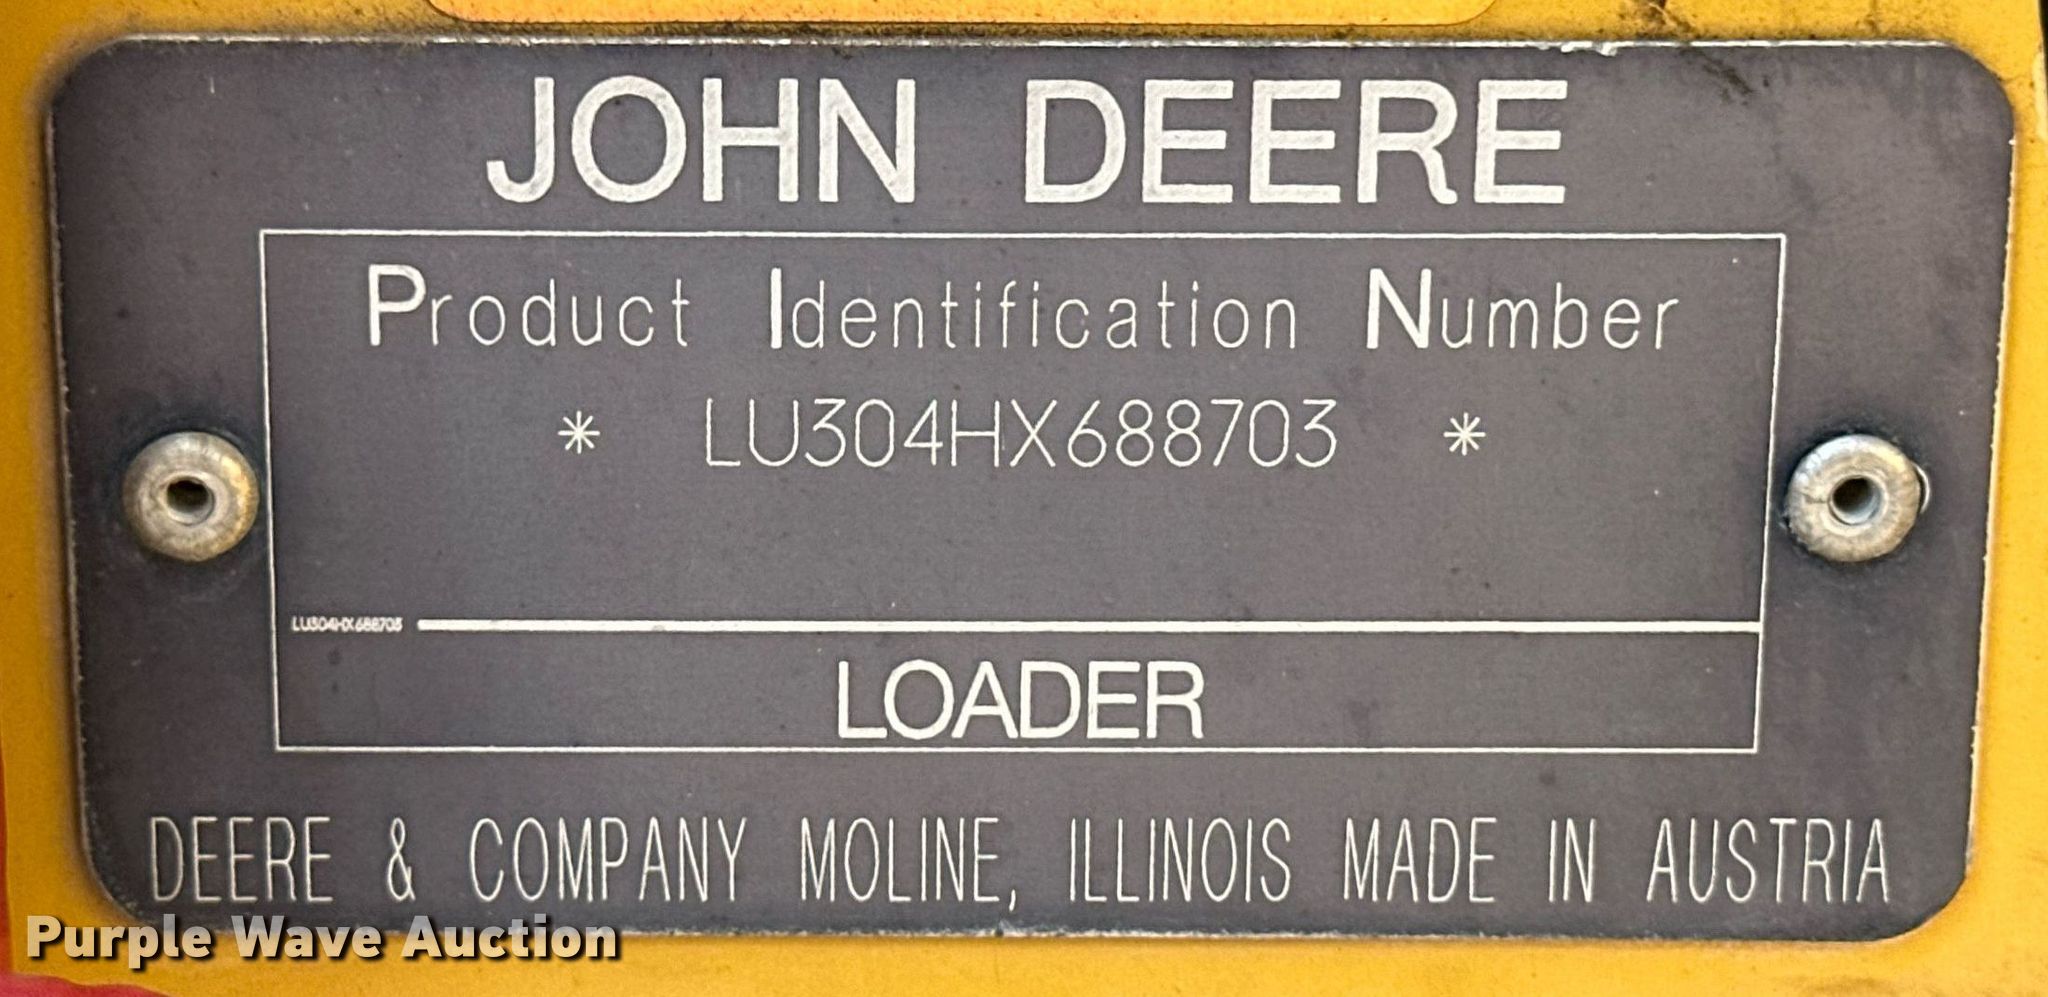 JOHN DEERE
Product Identification Number
* LU304HX688703 *
LU304HX688703
LOADER
DEERE & COMPANY MOLINE, ILLINOIS MADE IN AUSTRIA
Purple Wave Auction